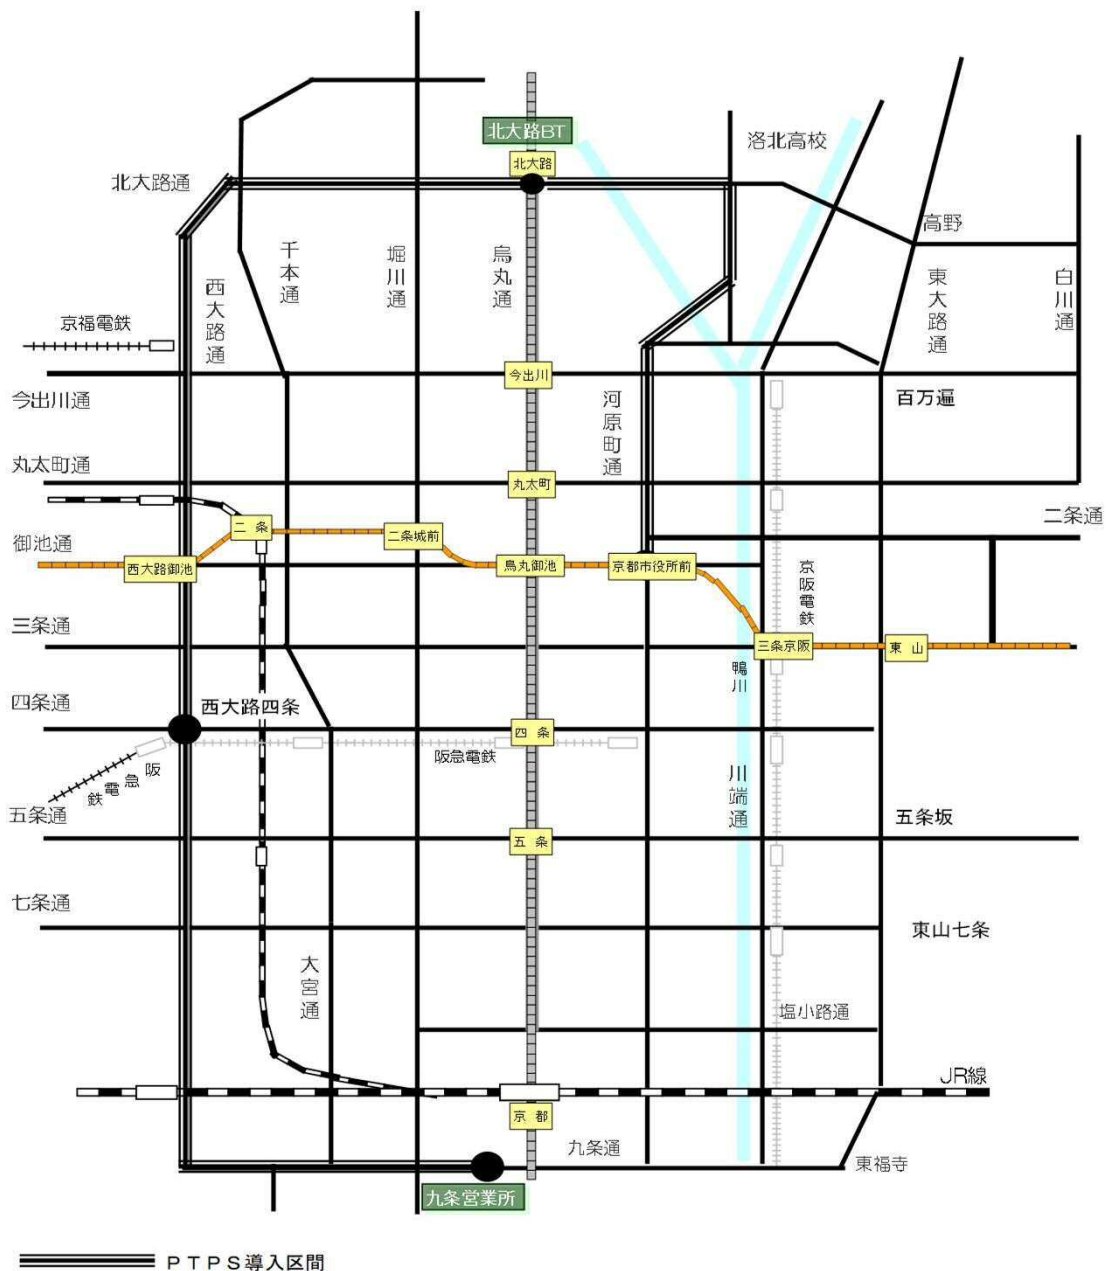 北大路BT
北大路
洛北高校
北大路通
高野
千本通
堀川通
烏丸通
西大路通
東大路通
白川通
京福電鉄
今出川
今出川通
河原町通
百万遍
丸太町通
丸太町
二条通
二条
二条城前
御池通
西大路御池
烏丸御池
京都市役所前
京阪電鉄
三条通
三条京阪
東山
鴨川
四条通
西大路四条
四条
阪急電鉄
阪急電鉄
川端通
五条通
五条
五条坂
七条通
東山七条
大宮通
塩小路通
JR線
京都
九条通
東福寺
九条営業所
PTPS導入区間